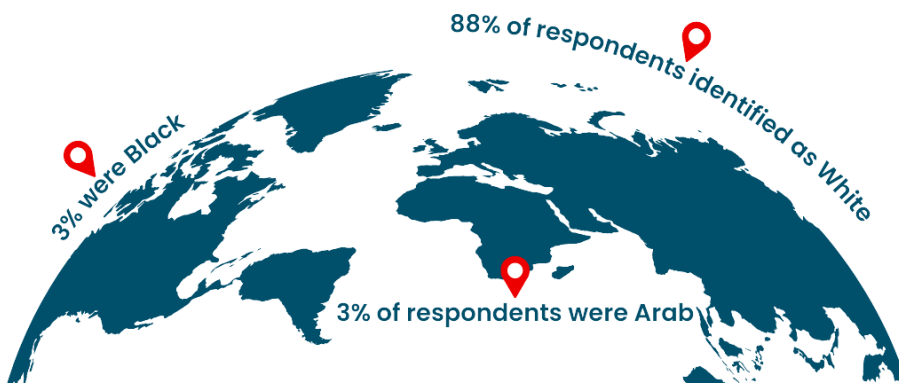 88% of respondents identified as White
3% were Black
3% of respondents were Arab